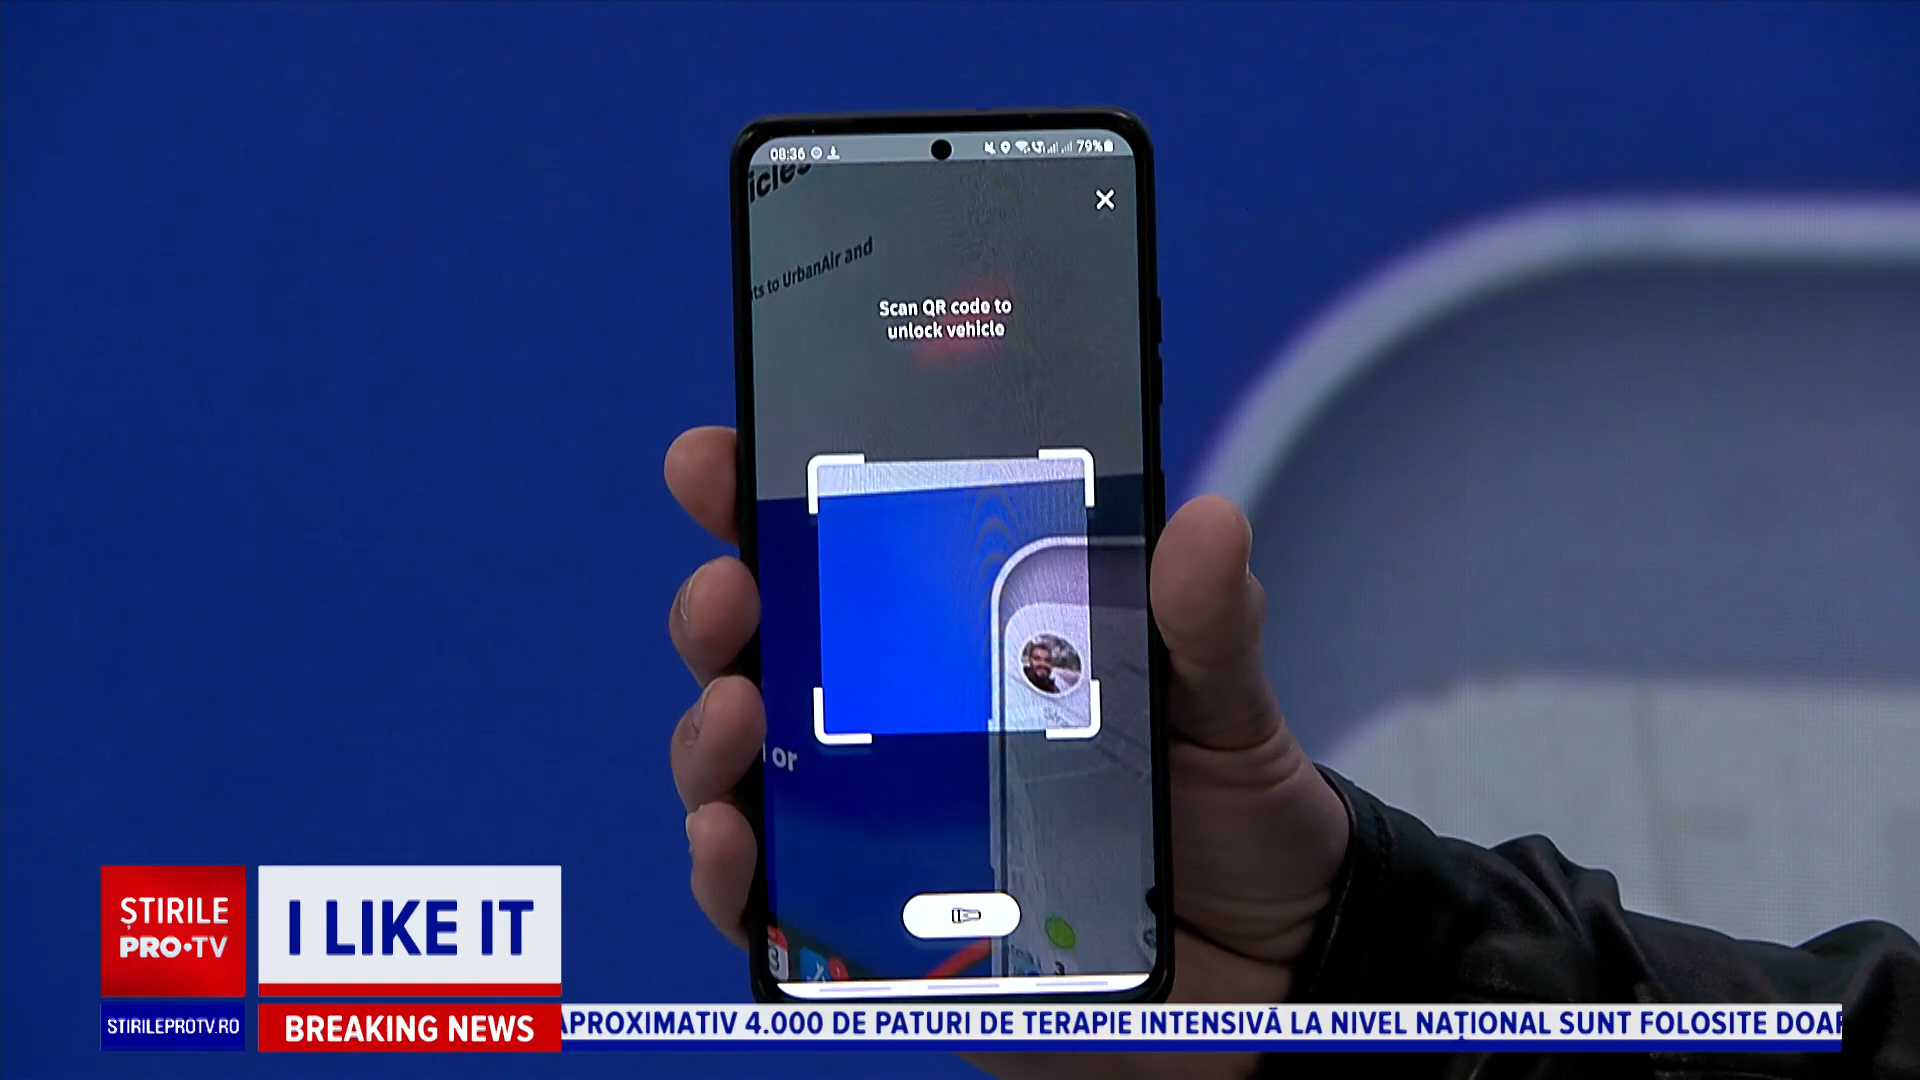 08:36
79%
icles
ts to UrbanAir and
Scan QR code to
unlock vehicle
or
ȘTIRILE
PRO•TV
I LIKE IT
STIRILEPROTV.RO
BREAKING NEWS
APROXIMATIV 4.000 DE PATURI DE TERAPIE INTENSIVĂ LA NIVEL NAȚIONAL SUNT FOLOSITE DOAR